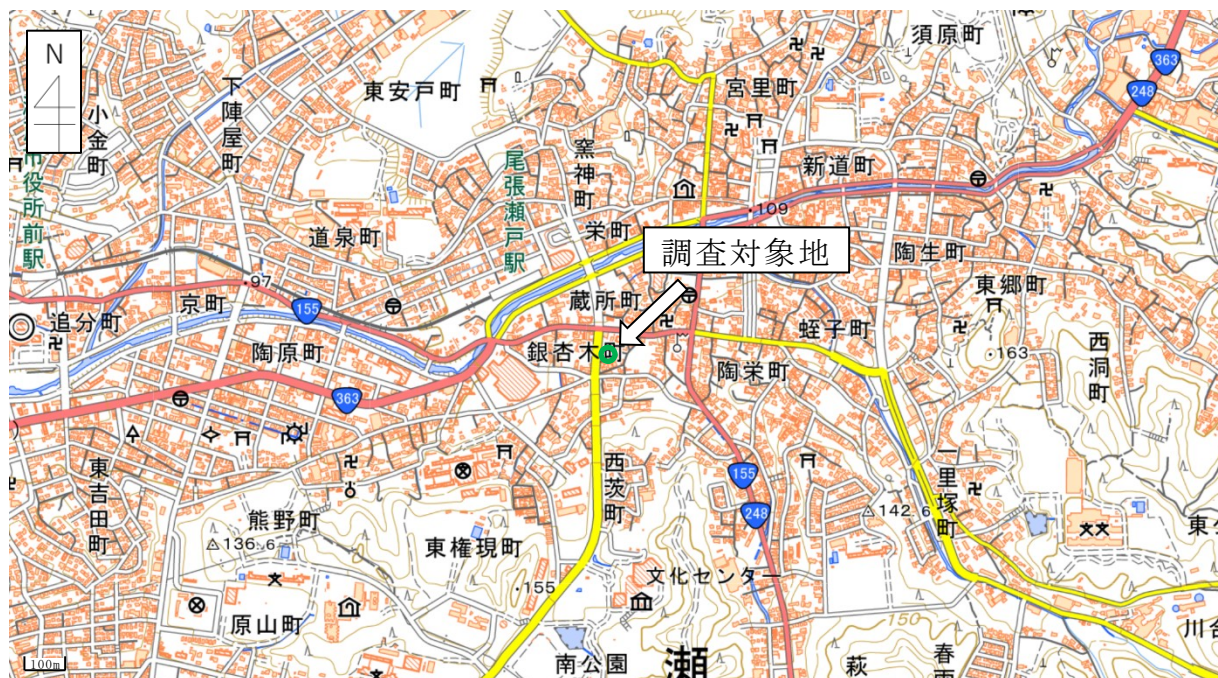 N
小金町
市役所前駅
下陣屋町
東安戸町
宮里町
須原町
363
248
窯神町
尾張瀬戸駅
新道町
109
栄町
道泉町
調査対象地
陶生町
東郷町
97
京町
155
蔵所町
追分町
陶原町
銀杏木町
蛭子町
163
西洞町
陶栄町
363
東吉田町
西茨町
155
248
142.6
一里塚町
熊野町
136.6
東権現町
155
文化センター
原山町
150
川合
100m
南公園
瀬
萩